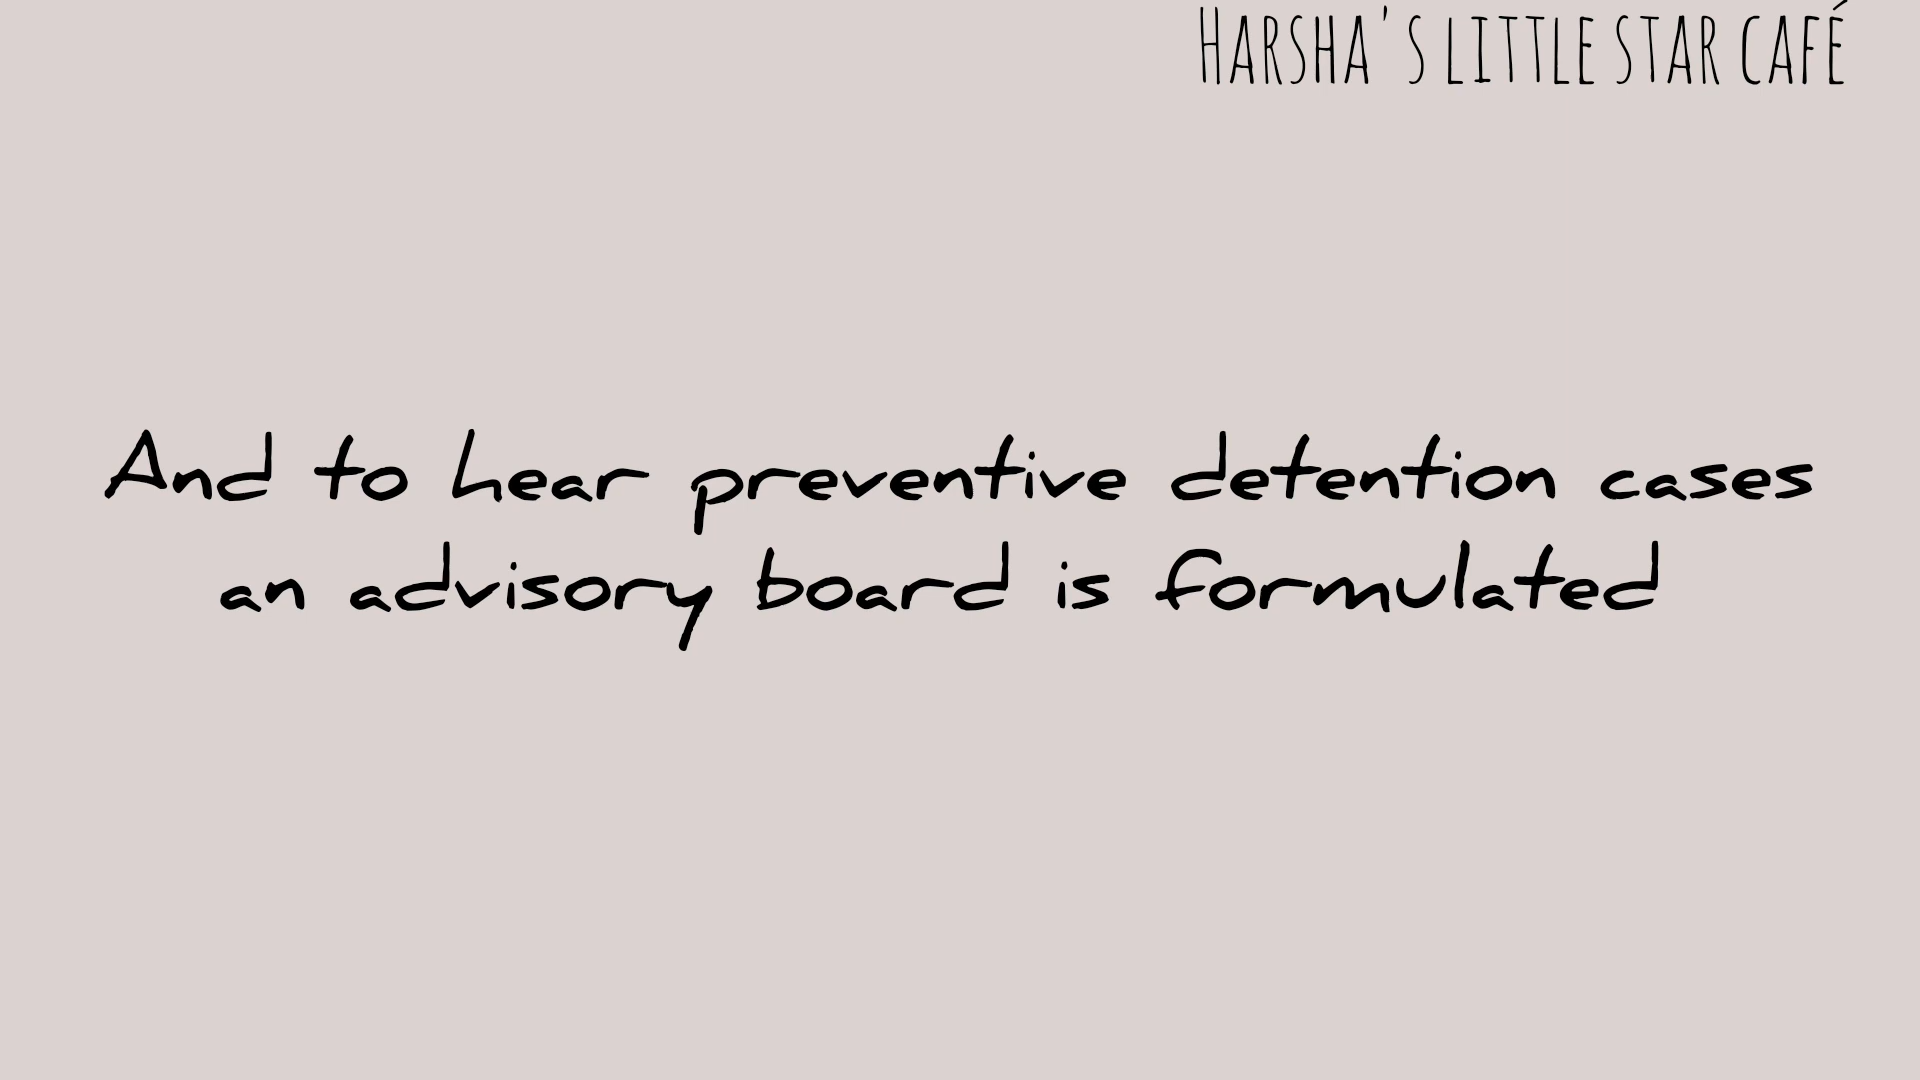 Harsha's little star café
And to hear preventive detention cases
an advisory board is formulated